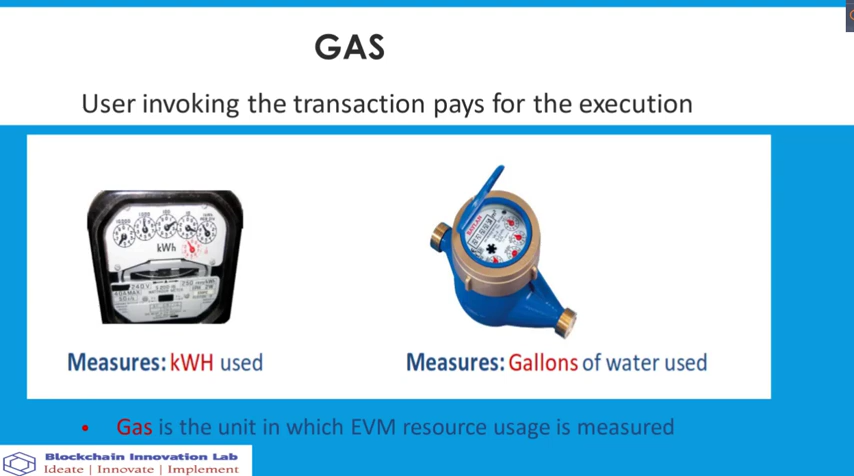 GAS
User invoking the transaction pays for the execution
kWh
240V
Measures: kWH used
Measures: Gallons of water used
• Gas is the unit in which EVM resource usage is measured
Blockchain Innovation Lab
Ideate | Innovate | Implement